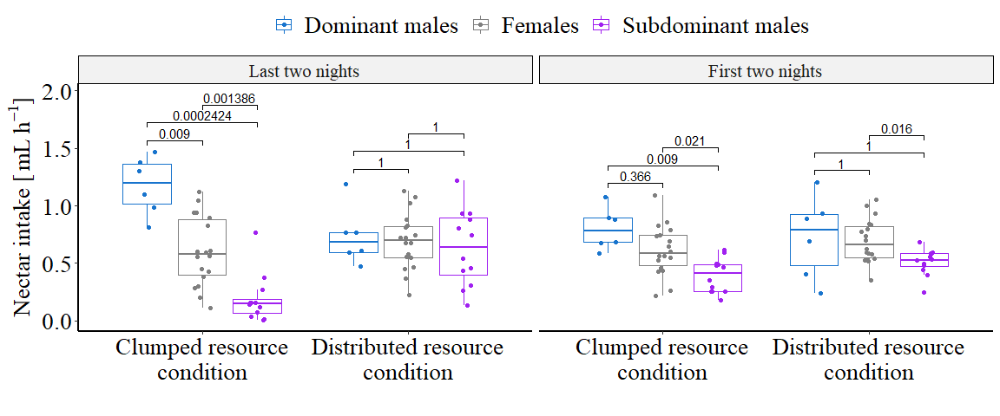 Dominant males Females Subdominant males
Last two nights First two nights
Nectar intake [ mL h⁻¹]
2.0
1.5
1.0
0.5
0.0
0.001386
0.0002424
0.009
1
1
1
0.021
0.009
0.366
0.016
1
1
Clumped resource condition
Distributed resource condition
Clumped resource condition
Distributed resource condition